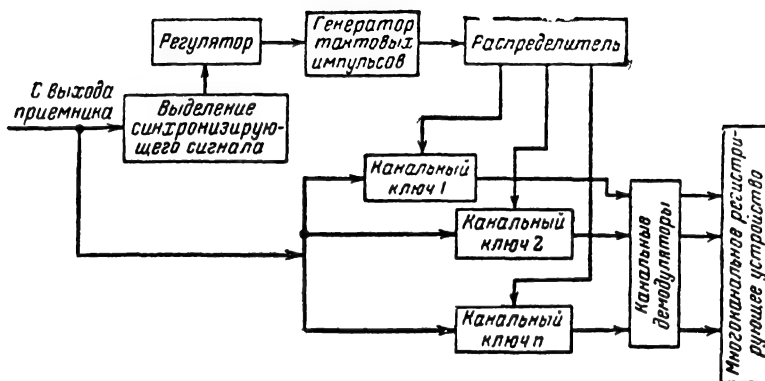 Регулятор
Генератор
тактовых
импульсов
Распределитель
С выхода
приемника
Выделение
синхронизирую-
щего сигнала
Канальный
ключ 1
Канальный
ключ 2
Канальный
ключ n
Канальные
демодуляторы
Многоканальное регистри-
рующее устройство